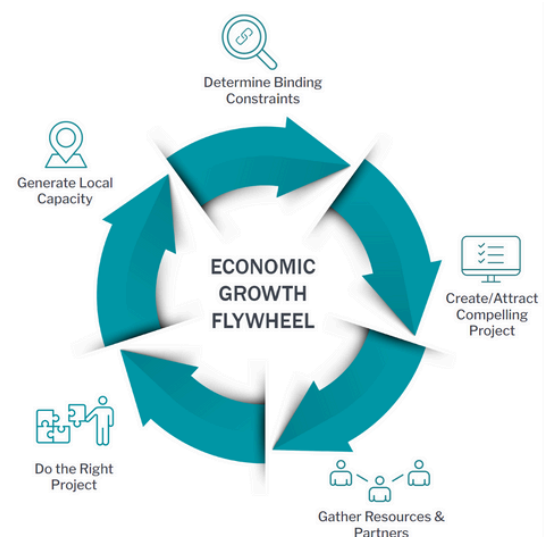 Determine Binding
Constraints
Generate Local
Capacity
ECONOMIC
GROWTH
FLYWHEEL
Create/Attract
Compelling
Project
Do the Right
Project
Gather Resources &
Partners